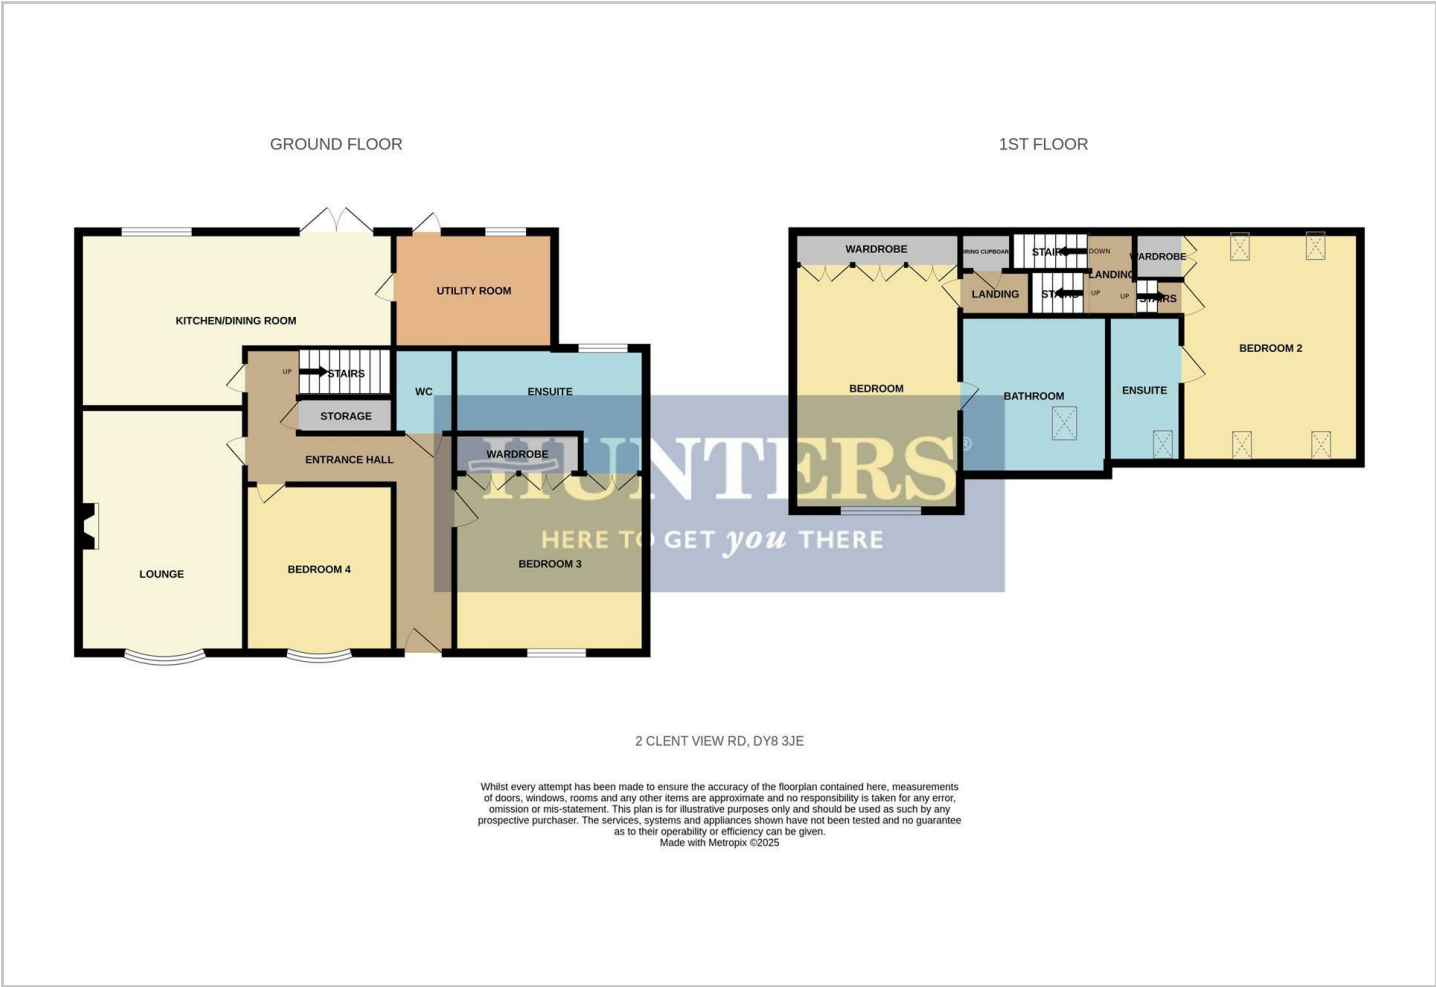 GROUND FLOOR
1ST FLOOR
KITCHEN/DINING ROOM
UTILITY ROOM
UP
STAIRS
STORAGE
WC
ENSUITE
WARDROBE
ENTRANCE HALL
LOUNGE
BEDROOM 4
BEDROOM 3
WARDROBE
IRING CUPBOAR
STAIRS
DOWN
LANDING
WARDROBE
LANDING
STAIRS
UP
UP
STAIRS
BEDROOM
BATHROOM
ENSUITE
BEDROOM 2
HUNTERS®
HERE TO GET you THERE
2 CLENT VIEW RD, DY8 3JE
Whilst every attempt has been made to ensure the accuracy of the floorplan contained here, measurements
of doors, windows, rooms and any other items are approximate and no responsibility is taken for any error,
omission or mis-statement. This plan is for illustrative purposes only and should be used as such by any
prospective purchaser. The services, systems and appliances shown have not been tested and no guarantee
as to their operability or efficiency can be given.
Made with Metropix ©2025